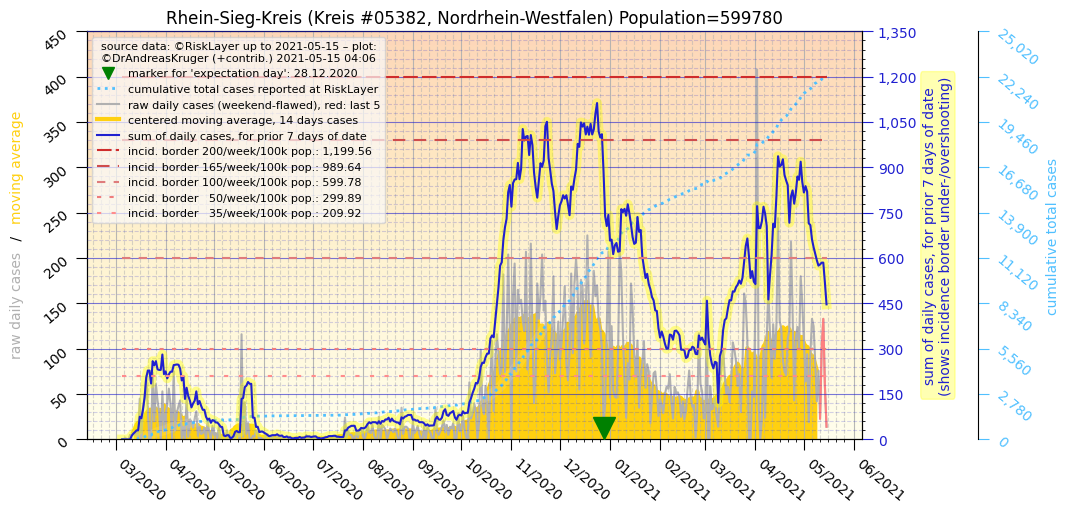 Rhein-Sieg-Kreis (Kreis #05382, Nordrhein-Westfalen) Population=599780
source data: ©RiskLayer up to 2021-05-15 – plot:
©DrAndreasKruger (+contrib.) 2021-05-15 04:06
marker for 'expectation day': 28.12.2020
cumulative total cases reported at RiskLayer
raw daily cases (weekend-flawed), red: last 5
centered moving average, 14 days cases
sum of daily cases, for prior 7 days of date
incid. border 200/week/100k pop.: 1,199.56
incid. border 165/week/100k pop.: 989.64
incid. border 100/week/100k pop.: 599.78
incid. border 50/week/100k pop.: 299.89
incid. border 35/week/100k pop.: 209.92
raw daily cases / moving average
450
400
350
300
250
200
150
100
50
0
03/2020
04/2020
05/2020
06/2020
07/2020
08/2020
09/2020
10/2020
11/2020
12/2020
01/2021
02/2021
03/2021
04/2021
05/2021
06/2021
1,350
1,200
1,050
900
750
600
450
300
150
0
sum of daily cases, for prior 7 days of date
(shows incidence border under-/overshooting)
25,020
22,240
19,460
16,680
13,900
11,120
8,340
5,560
2,780
0
cumulative total cases